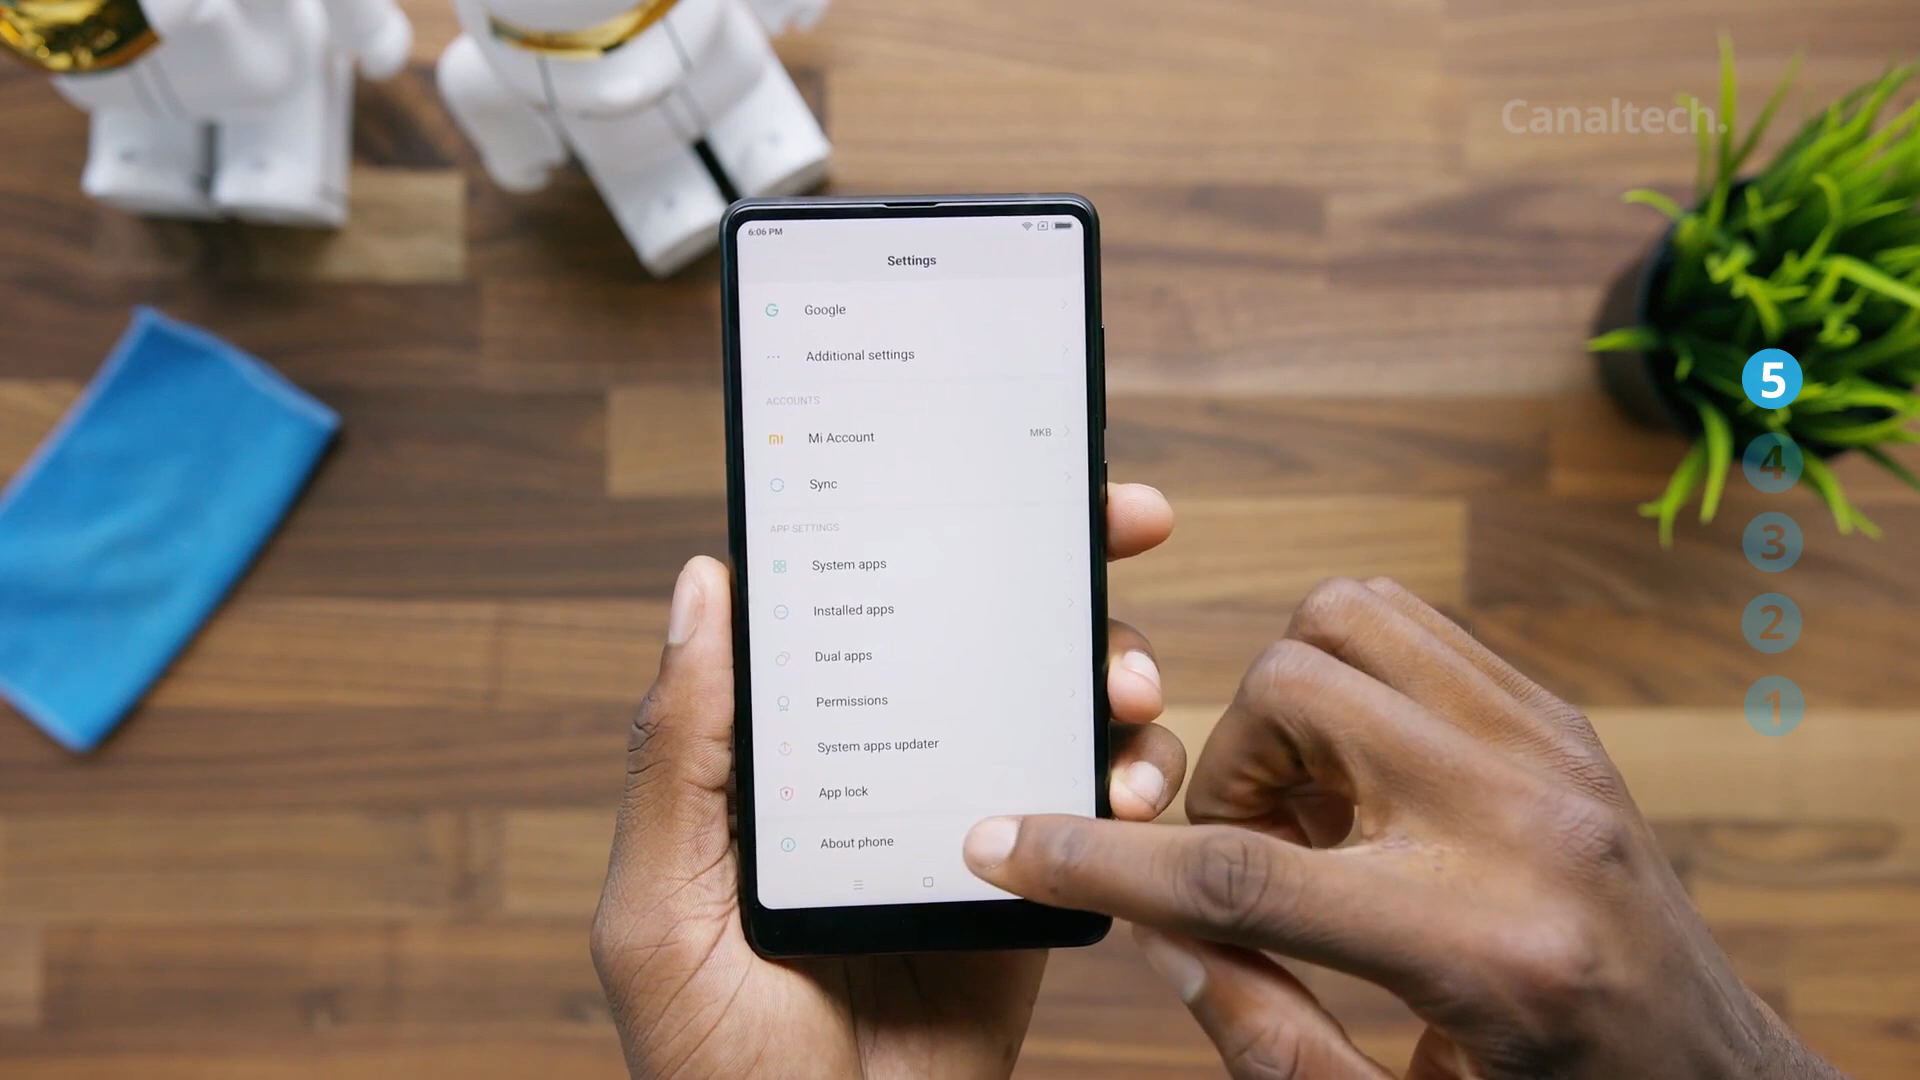 Canaltech.
6:06 PM
Settings
Google
Additional settings
ACCOUNTS
Mi Account MKB
Sync
APP SETTINGS
System apps
Installed apps
Dual apps
Permissions
System apps updater
App lock
About phone
5
4
3
2
1